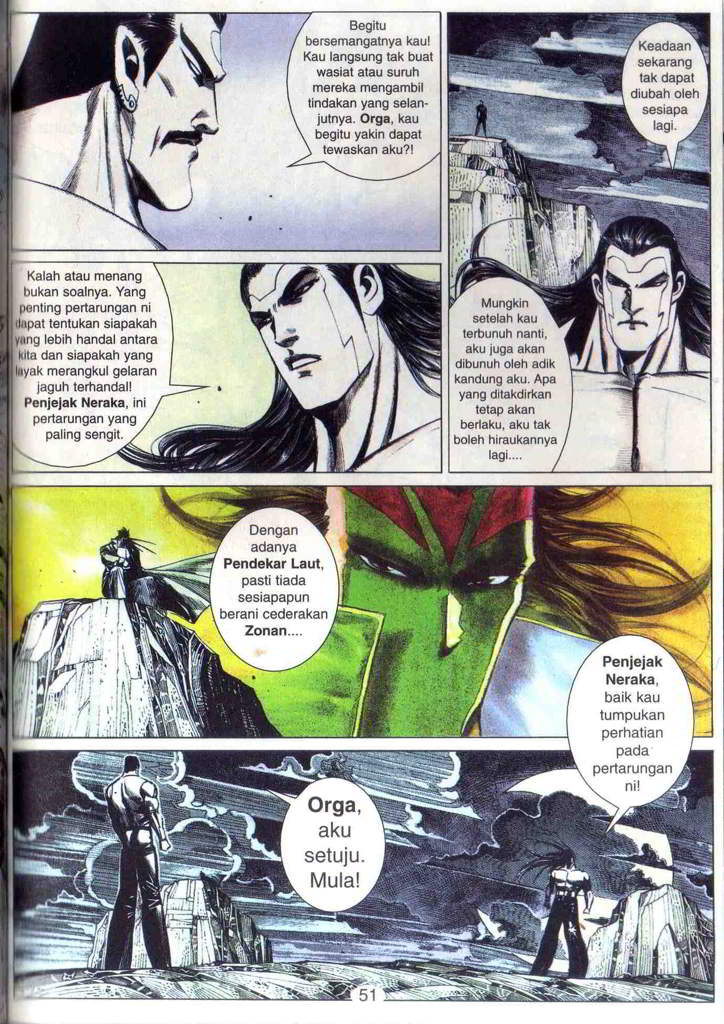 Begitu
bersemangatnya kau!
Kau langsung tak buat
wasiat atau suruh
mereka mengambil
tindakan yang selan-
jutnya. Orga, kau
begitu yakin dapat
tewaskan aku?!
Keadaan
sekarang
tak dapat
diubah oleh
sesiapa
lagi.
Mungkin
setelah kau
terbunuh nanti,
aku juga akan
dibunuh oleh adik
kandung aku. Apa
yang ditakdirkan
tetap akan
berlaku, aku tak
boleh hiraukannya
lagi....
Kalah atau menang
bukan soalnya. Yang
penting pertarungan ni
dapat tentukan siapakah
yang lebih handal antara
kita dan siapakah yang
layak merangkul gelaran
jaguh terhandal!
Penjejak Neraka, ini
pertarungan yang
paling sengit.
Dengan
adanya
Pendekar Laut,
pasti tiada
sesiapapun
berani cederakan
Zonan....
Penjejak
Neraka,
baik kau
tumpukan
perhatian
pada
pertarungan
ni!
Orga,
aku
setuju.
Mula!
51